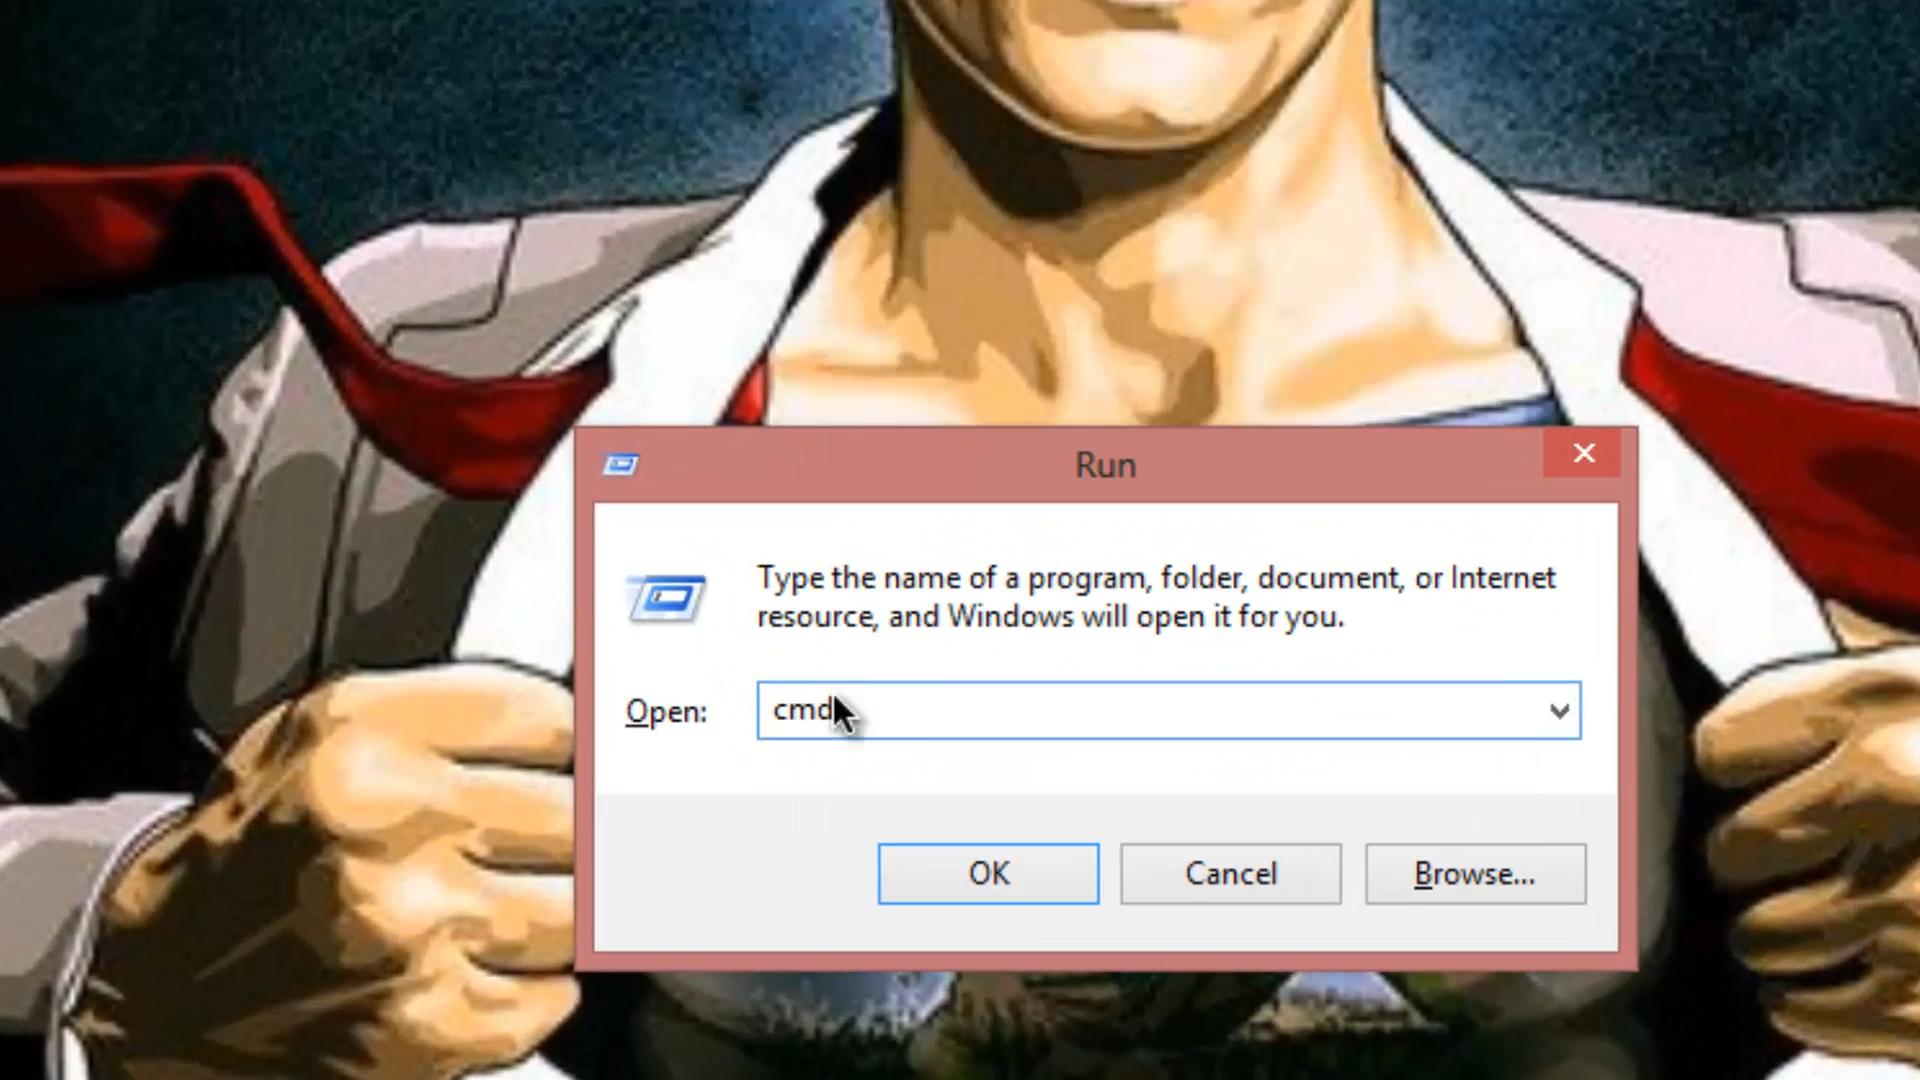 Run
Type the name of a program, folder, document, or Internet
resource, and Windows will open it for you.
Open:
cmd
OK
Cancel
Browse...